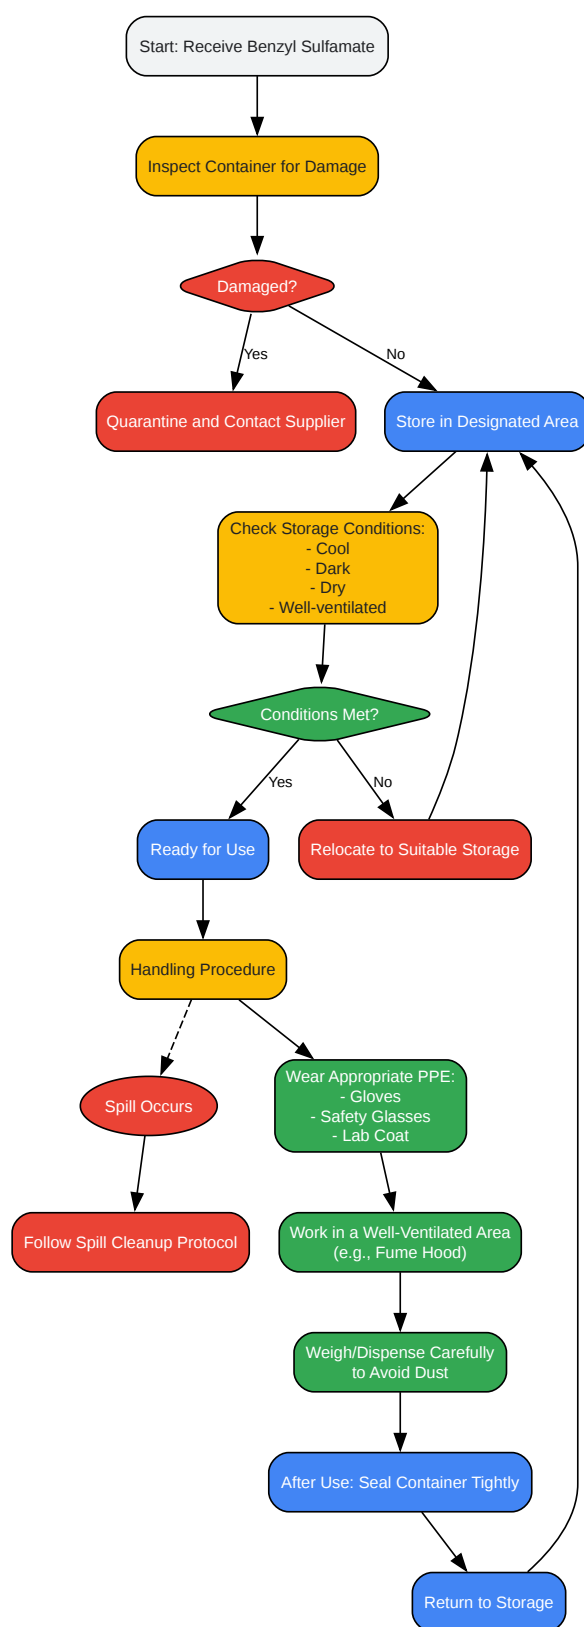 Start: Receive Benzyl Sulfamate
Inspect Container for Damage
Damaged?
Yes
No
Quarantine and Contact Supplier
Store in Designated Area
Check Storage Conditions:
- Cool
- Dark
- Dry
- Well-ventilated
Conditions Met?
Yes
No
Ready for Use
Relocate to Suitable Storage
Handling Procedure
Wear Appropriate PPE:
- Gloves
- Safety Glasses
- Lab Coat
Spill Occurs
Follow Spill Cleanup Protocol
Work in a Well-Ventilated Area
(e.g., Fume Hood)
Weigh/Dispense Carefully
to Avoid Dust
After Use: Seal Container Tightly
Return to Storage